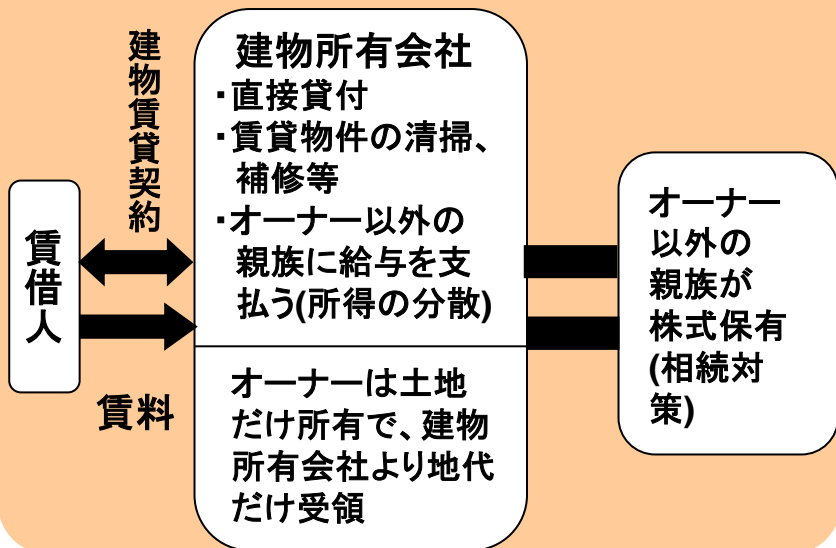 建物賃貸契約
賃借人
賃料
建物所有会社
・直接貸付
・賃貸物件の清掃、
補修等
・オーナー以外の
親族に給与を支
払う(所得の分散)
オーナーは土地
だけ所有で、建物
所有会社より地代
だけ受領
オーナー
以外の
親族が
株式保有
(相続対
策)